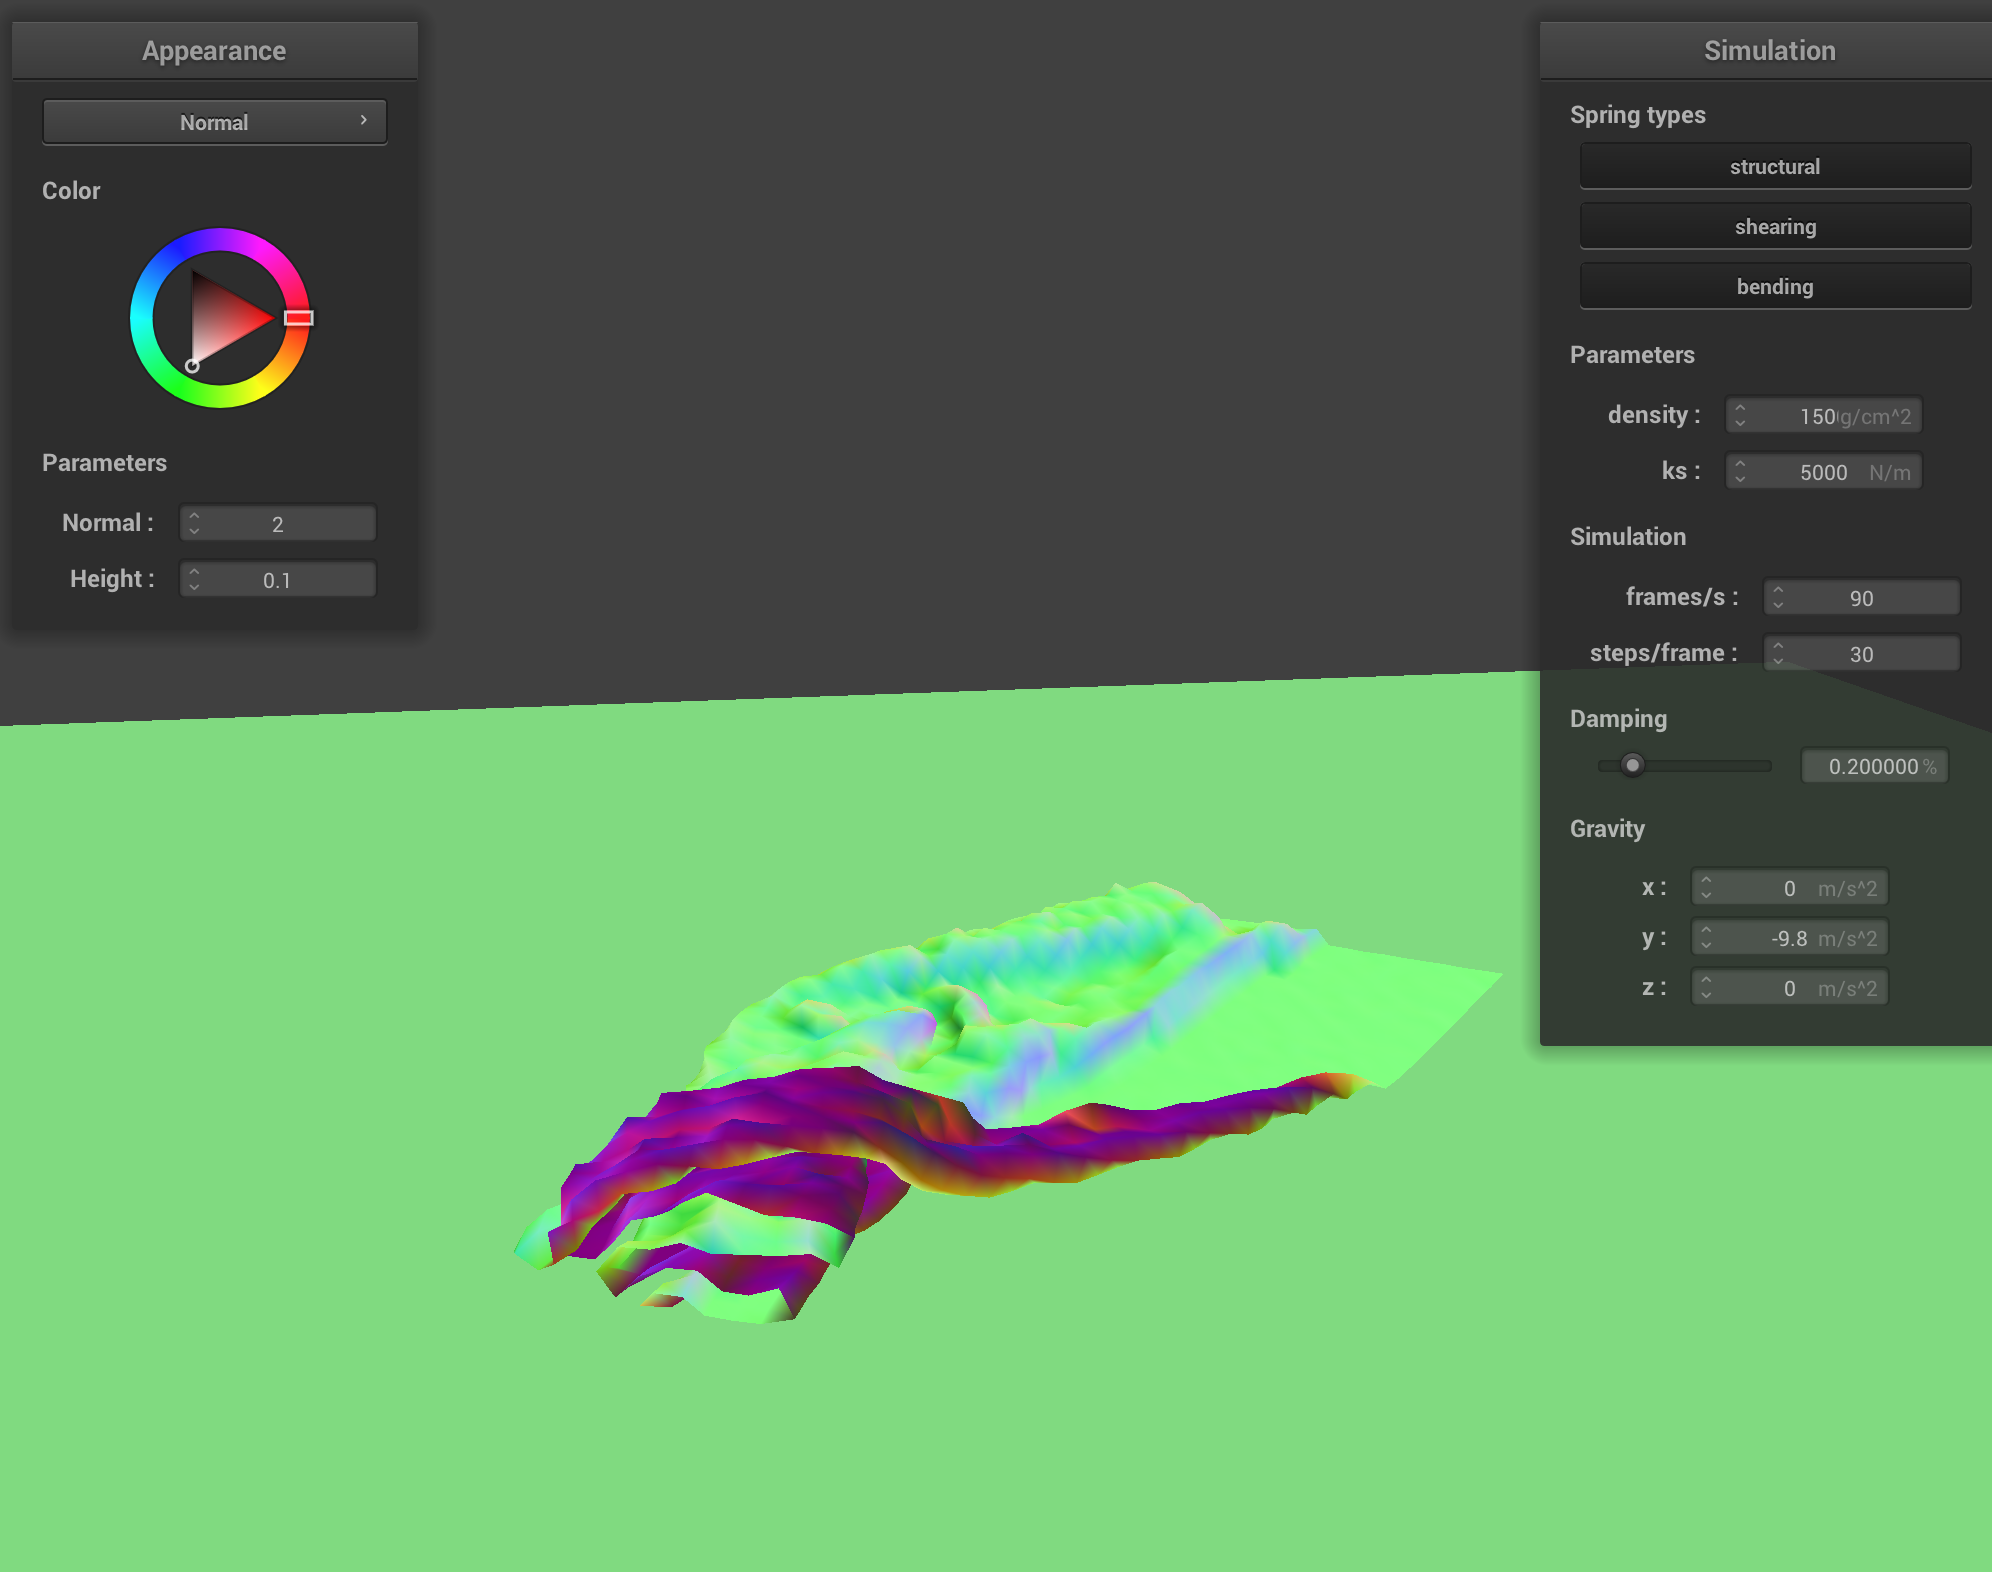 Appearance
Normal
Color
Parameters
Normal : 2
Height : 0.1
Simulation
Spring types
structural
shearing
bending
Parameters
density : 150 g/cm^2
ks : 5000 N/m
Simulation
frames/s : 90
steps/frame : 30
Damping
0.200000 %
Gravity
x : 0 m/s^2
y : -9.8 m/s^2
z : 0 m/s^2